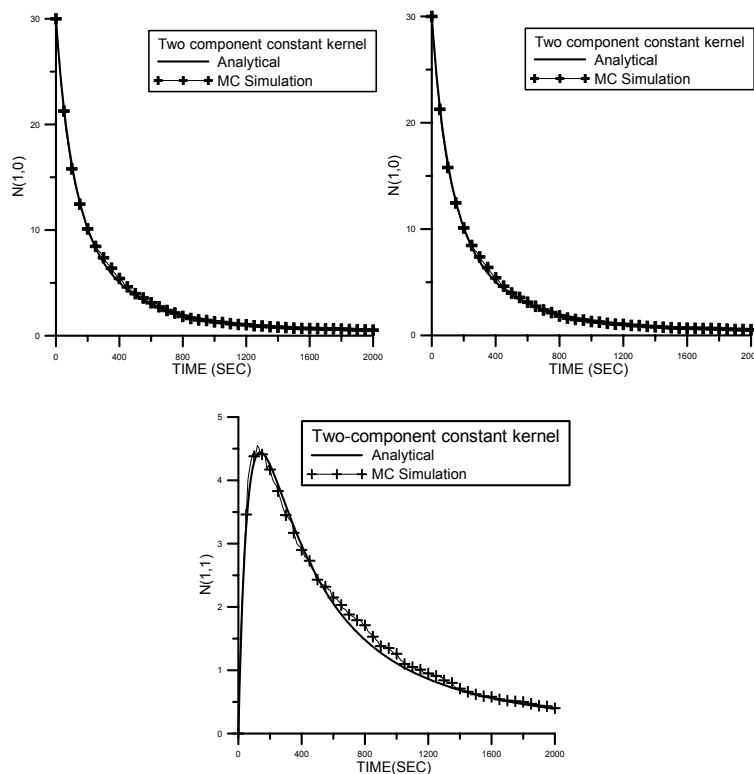 30
20
10
0
N(1,0)
0 400 800 1200 1600 2000
TIME (SEC)
Two component constant kernel
Analytical
MC Simulation
30
20
10
0
N(1,0)
0 400 800 1200 1600 2000
TIME (SEC)
Two component constant kernel
Analytical
MC Simulation
5
4
3
2
1
0
N(1,1)
0 400 800 1200 1600 2000
TIME(SEC)
Two-component constant kernel
Analytical
MC Simulation